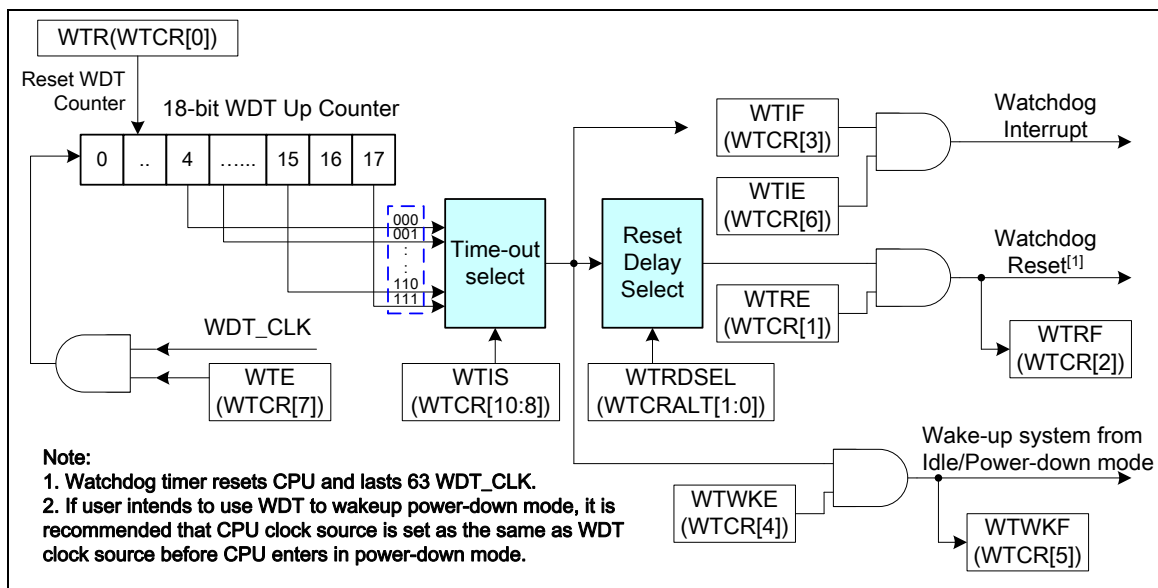 WTR(WTCR[0])
Reset WDT
Counter
18-bit WDT Up Counter
0 .. 4 ...... 15 16 17
000
001
:
:
110
111
Time-out
select
Reset
Delay
Select
WTIF
(WTCR[3])
WTIE
(WTCR[6])
Watchdog
Interrupt
WTRE
(WTCR[1])
Watchdog
Reset[1]
WTRF
(WTCR[2])
WDT_CLK
WTE
(WTCR[7])
WTIS
(WTCR[10:8])
WTRDSEL
(WTCRALT[1:0])
WTWKE
(WTCR[4])
Wake-up system from
Idle/Power-down mode
WTWKF
(WTCR[5])
Note:
1. Watchdog timer resets CPU and lasts 63 WDT_CLK.
2. If user intends to use WDT to wakeup power-down mode, it is
recommended that CPU clock source is set as the same as WDT
clock source before CPU enters in power-down mode.